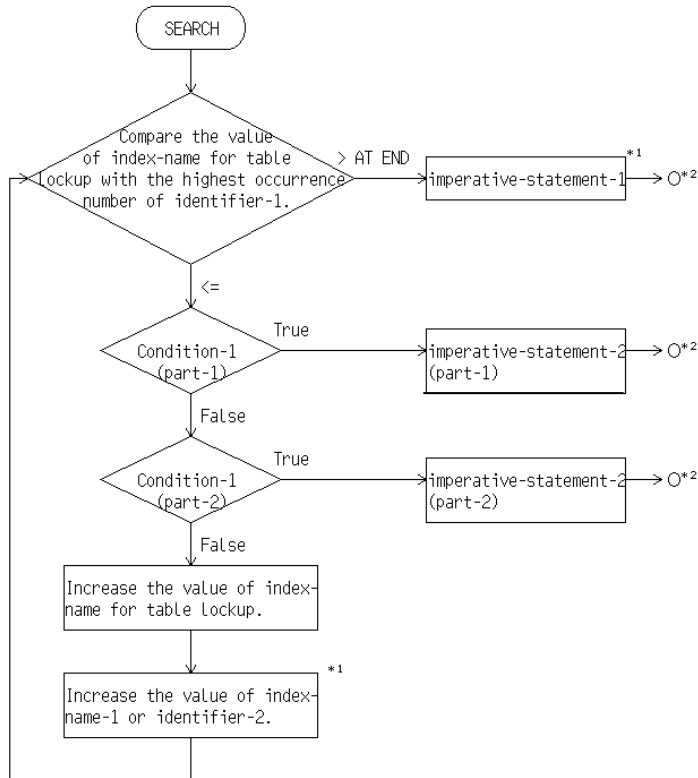 SEARCH
Compare the value
of index-name for table
lockup with the highest occurrence
number of identifier-1.
> AT END
imperative-statement-1
*1
O*2
<=
Condition-1
(part-1)
True
imperative-statement-2
(part-1)
O*2
False
Condition-1
(part-2)
True
imperative-statement-2
(part-2)
O*2
False
Increase the value of index-
name for table lockup.
Increase the value of index-
name-1 or identifier-2.
*1